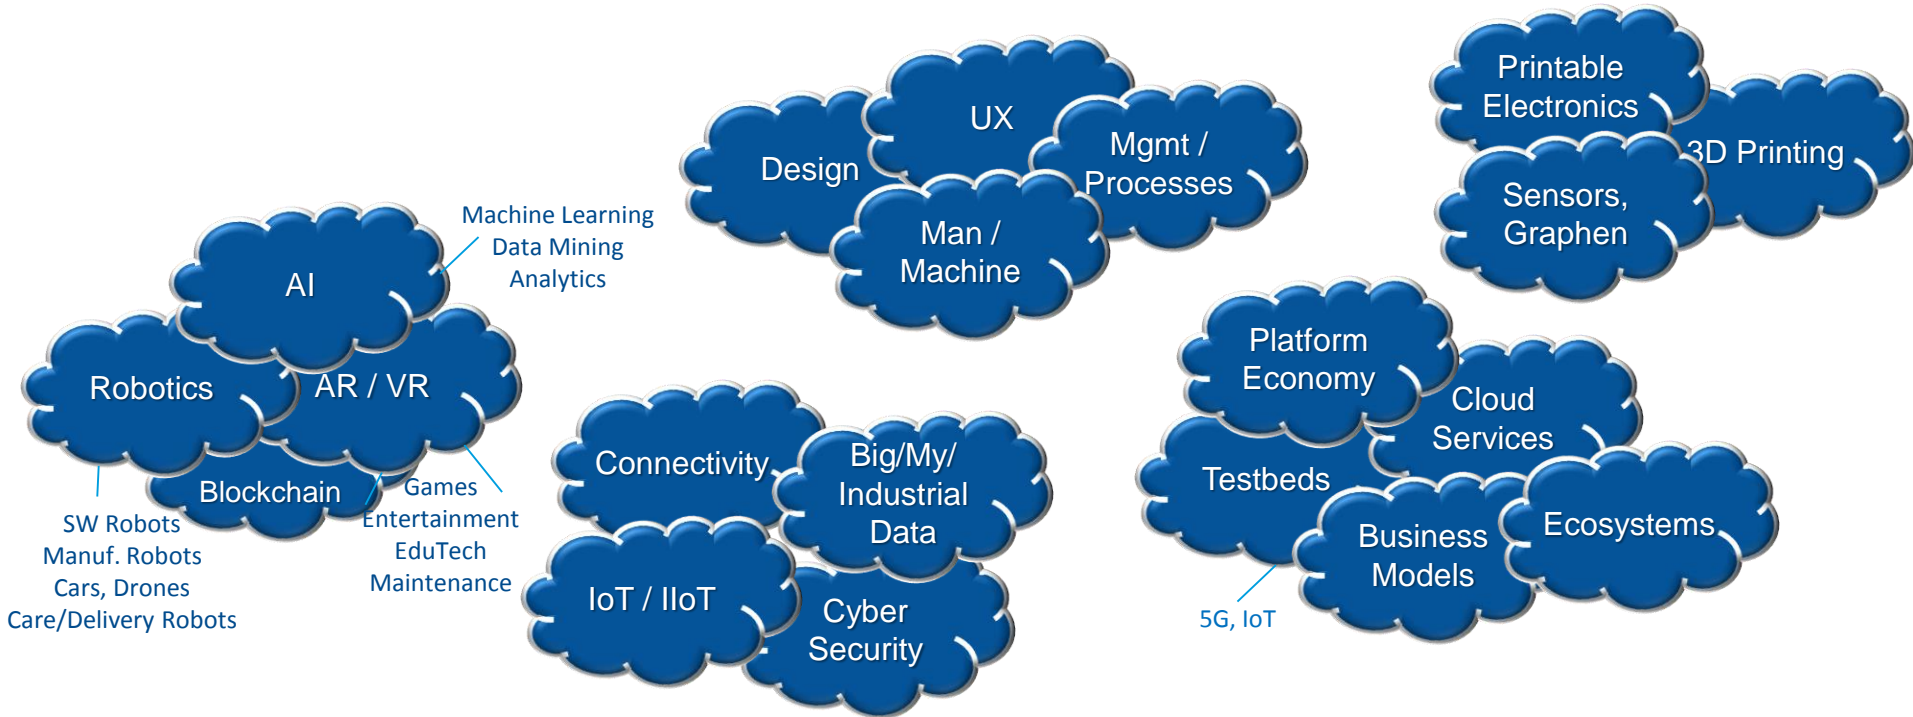 AI
Machine Learning
Data Mining
Analytics
Robotics
AR / VR
Blockchain
SW Robots
Manuf. Robots
Cars, Drones
Care/Delivery Robots
Games
Entertainment
EduTech
Maintenance
Design
UX
Mgmt /
Processes
Man /
Machine
Connectivity
Big/My/
Industrial
Data
IoT / IIoT
Cyber
Security
Printable
Electronics
3D Printing
Sensors,
Graphen
Platform
Economy
Cloud
Services
Testbeds
Business
Models
Ecosystems
5G, IoT